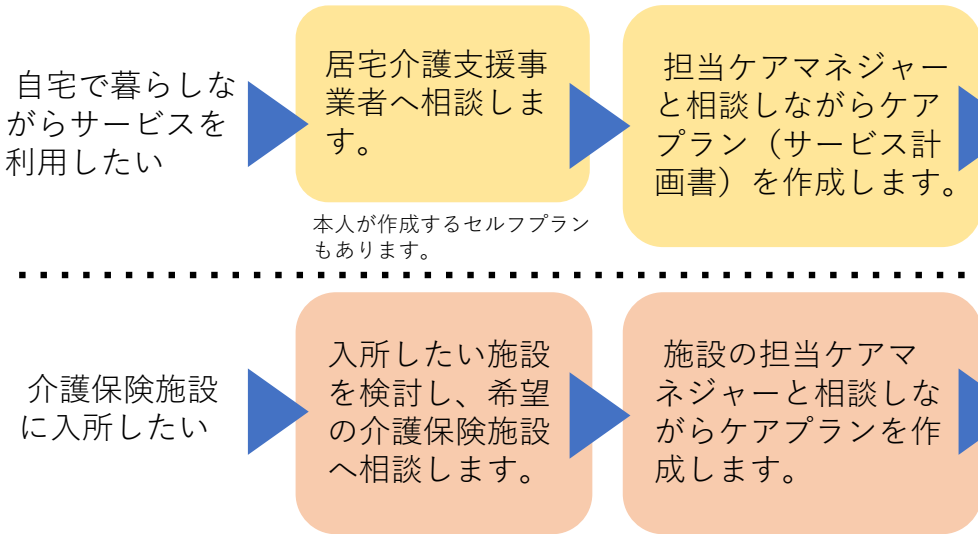 自宅で暮らしな
がらサービスを
利用したい
居宅介護支援事
業者へ相談しま
す。
本人が作成するセルフプラン
もあります。
担当ケアマネジャー
と相談しながらケア
プラン（サービス計
画書）を作成します。
介護保険施設
に入所したい
入所したい施設
を検討し、希望
の介護保険施設
へ相談します。
施設の担当ケアマ
ネジャーと相談しな
がらケアプランを作
成します。